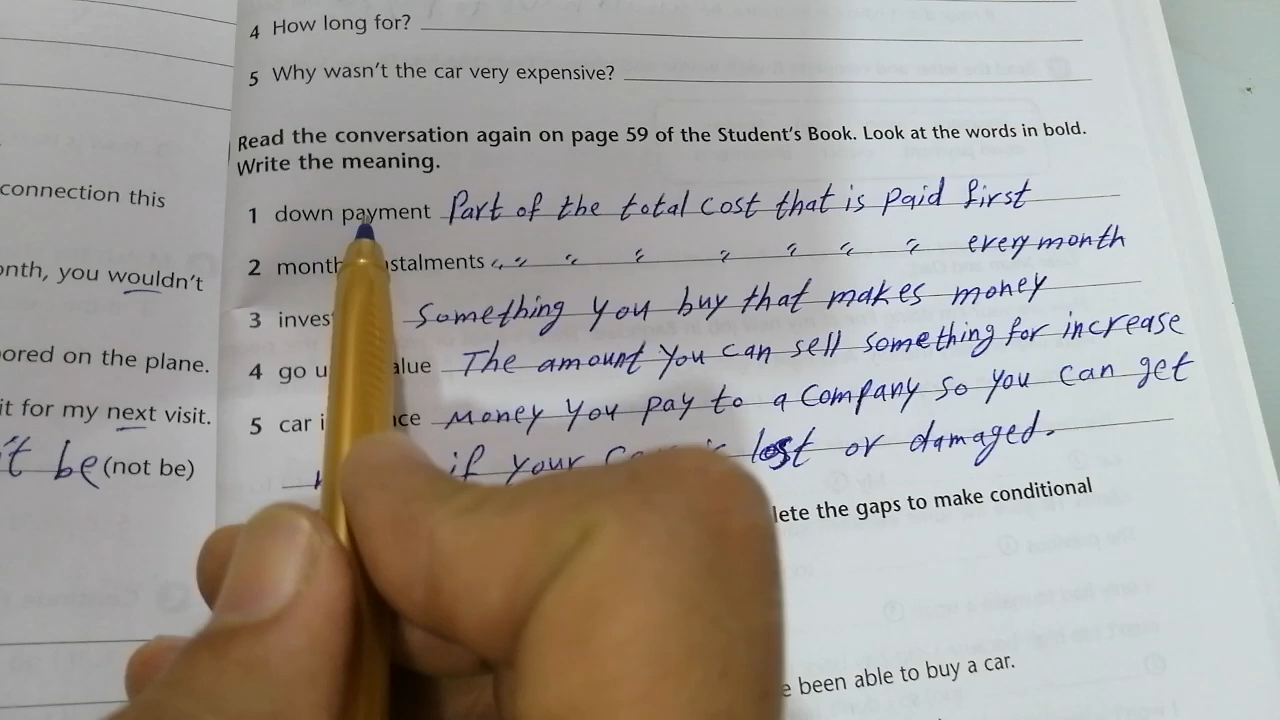 4 How long for?
5 Why wasn't the car very expensive?
Read the conversation again on page 59 of the Student's Book. Look at the words in bold.
Write the meaning.
connection this
1 down payment Part of the total cost that is paid first
onth, you wouldn't
2 month stalments " " " " " " " every month
3 inves Something you buy that makes money
ored on the plane.
4 go u alue The amount you can sell something for increase
it for my next visit.
5 car i ce Money you pay to a company so you can get
't be (not be)
if your lost or damaged.
lete the gaps to make conditional
e been able to buy a car.